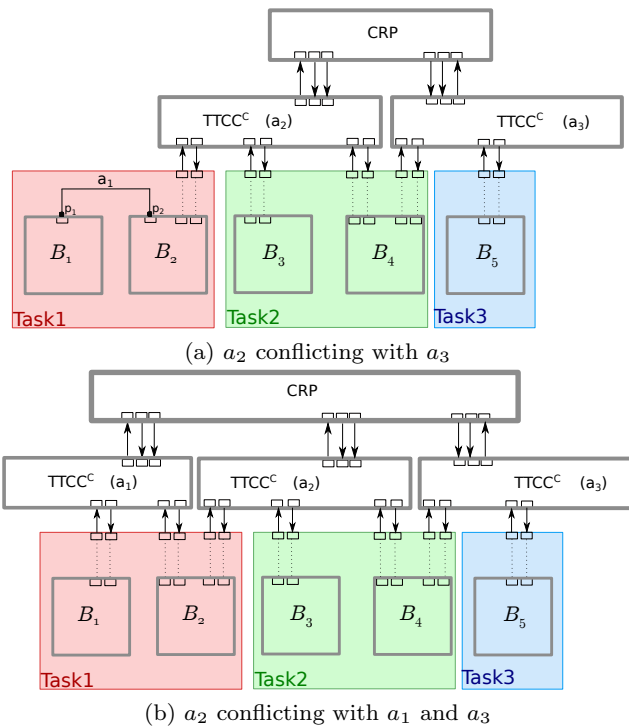 CRP
TTCC^C (a₂)
TTCC^C (a₃)
a₁
p₁
p₂
B₁
B₂
B₃
B₄
B₅
Task1
Task2
Task3
(a) a₂ conflicting with a₃
CRP
TTCC^C (a₁)
TTCC^C (a₂)
TTCC^C (a₃)
B₁
B₂
B₃
B₄
B₅
Task1
Task2
Task3
(b) a₂ conflicting with a₁ and a₃